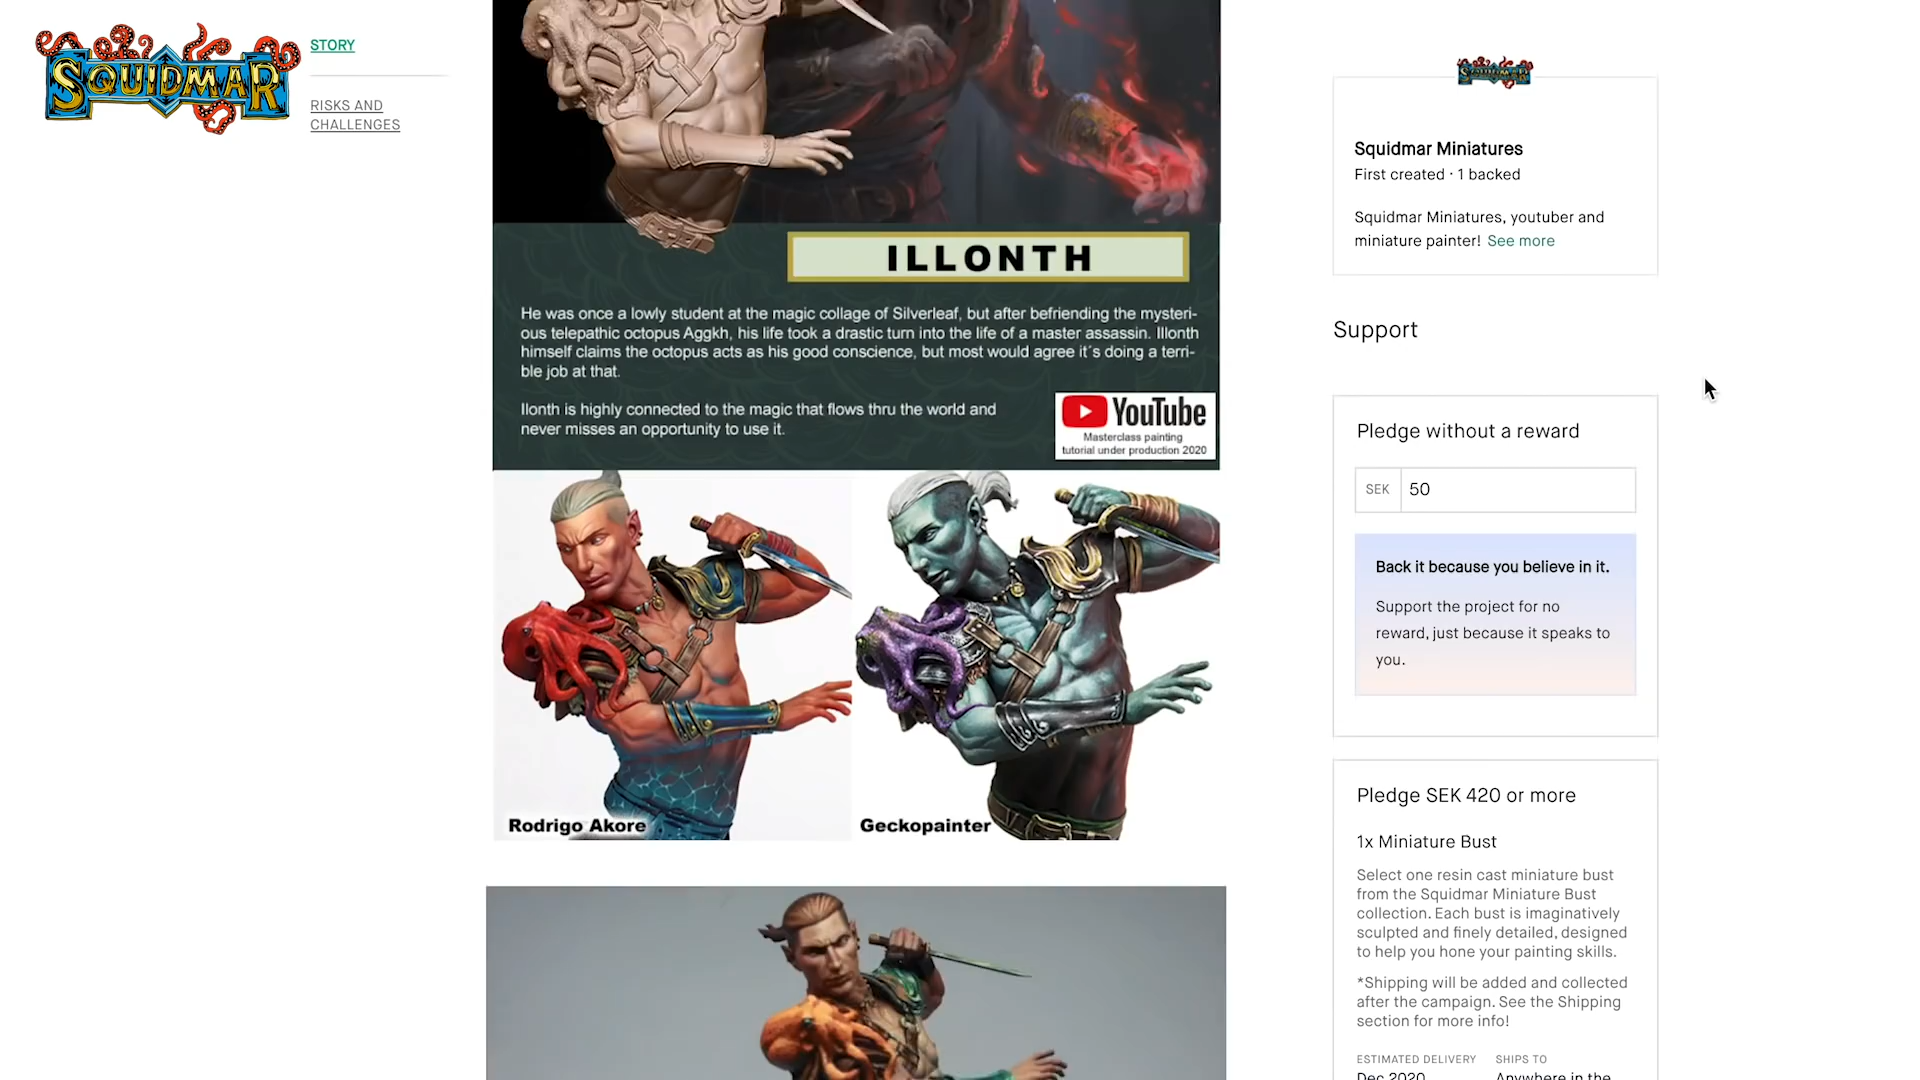 SQUIDMAR
STORY
RISKS AND
CHALLENGES
ILLONTH
He was once a lowly student at the magic collage of Silverleaf, but after befriending the mysteri-
ous telepathic octopus Aggkh, his life took a drastic turn into the life of a master assassin. Illonth
himself claims the octopus acts as his good conscience, but most would agree it´s doing a terri-
ble job at that.
Ilonth is highly connected to the magic that flows thru the world and
never misses an opportunity to use it.
YouTube
Masterclass painting
tutorial under production 2020
Rodrigo Akore
Geckopainter
SQUIDMAR
Squidmar Miniatures
First created · 1 backed
Squidmar Miniatures, youtuber and
miniature painter! See more
Support
Pledge without a reward
SEK 50
Back it because you believe in it.
Support the project for no
reward, just because it speaks to
you.
Pledge SEK 420 or more
1x Miniature Bust
Select one resin cast miniature bust
from the Squidmar Miniature Bust
collection. Each bust is imaginatively
sculpted and finely detailed, designed
to help you hone your painting skills.
*Shipping will be added and collected
after the campaign. See the Shipping
section for more info!
ESTIMATED DELIVERY
SHIPS TO
Dec 2020
Anywhere in the